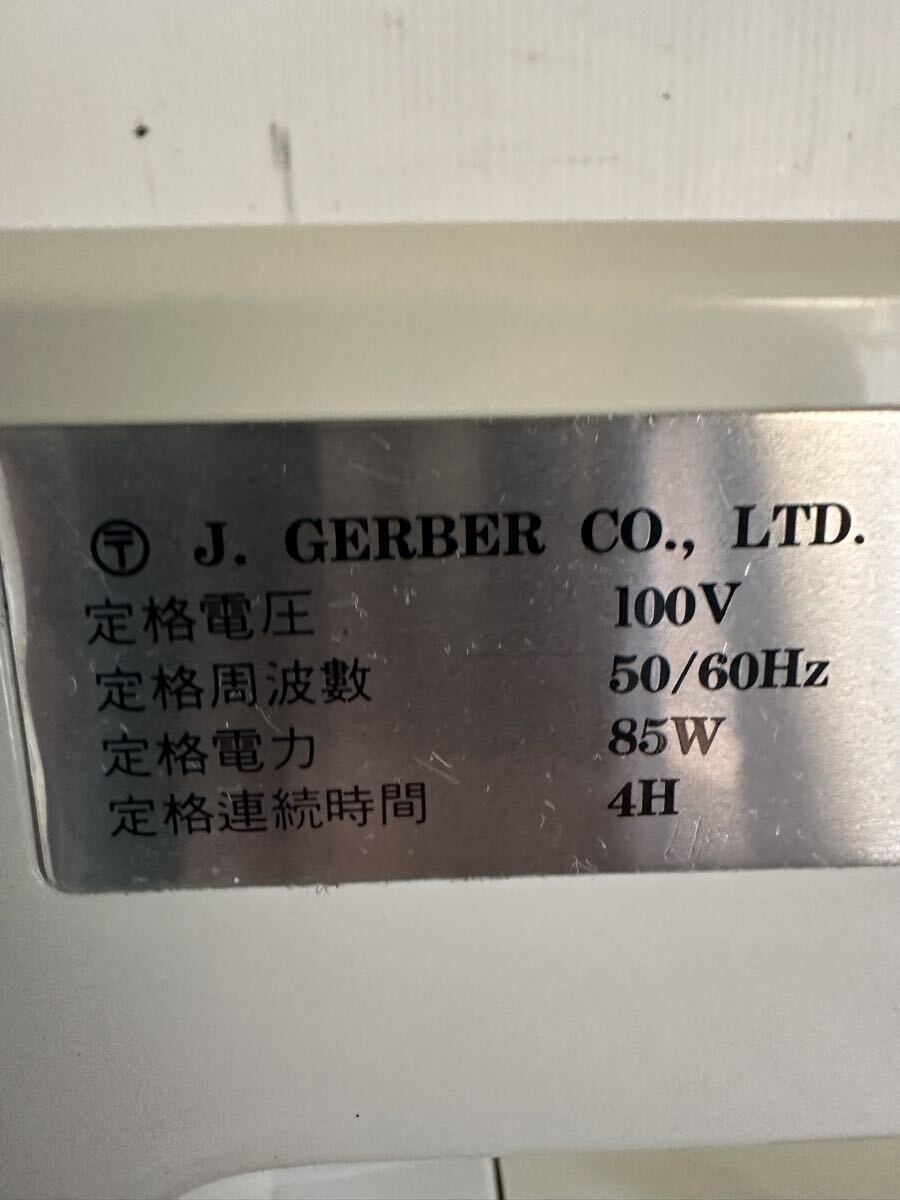 〶 J. GERBER CO., LTD.
定格電圧 100V
定格周波數 50/60Hz
定格電力 85W
定格連続時間 4H